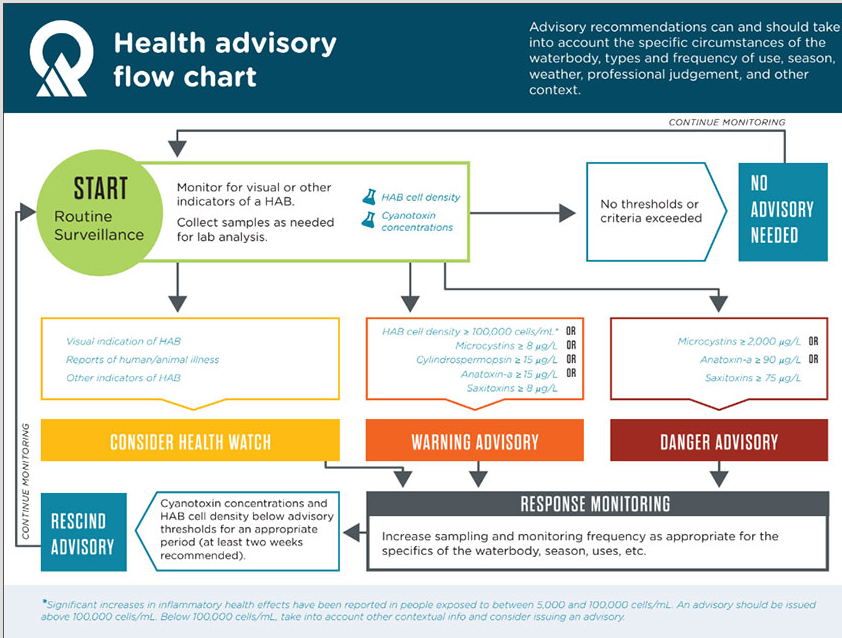 Health advisory
flow chart
Advisory recommendations can and should take
into account the specific circumstances of the
waterbody, types and frequency of use, season,
weather, professional judgement, and other
context.
CONTINUE MONITORING
START
Routine
Surveillance
Monitor for visual or other
indicators of a HAB.
Collect samples as needed
for lab analysis.
HAB cell density
Cyanotoxin
concentrations
No thresholds or
criteria exceeded
NO
ADVISORY
NEEDED
Visual indication of HAB
Reports of human/animal illness
Other indicators of HAB
HAB cell density ≥ 100,000 cells/mL* OR
Microcystins ≥ 8 µg/L OR
Cylindrospermopsin ≥ 15 µg/L OR
Anatoxin-a ≥ 15 µg/L OR
Saxitoxins ≥ 8 µg/L
Microcystins ≥ 2,000 µg/L OR
Anatoxin-a ≥ 90 µg/L OR
Saxitoxins ≥ 75 µg/L
CONSIDER HEALTH WATCH
WARNING ADVISORY
DANGER ADVISORY
CONTINUE MONITORING
RESCIND
ADVISORY
Cyanotoxin concentrations and
HAB cell density below advisory
thresholds for an appropriate
period (at least two weeks
recommended).
RESPONSE MONITORING
Increase sampling and monitoring frequency as appropriate for the
specifics of the waterbody, season, uses, etc.
*Significant increases in inflammatory health effects have been reported in people exposed to between 5,000 and 100,000 cells/mL. An advisory should be issued
above 100,000 cells/mL. Below 100,000 cells/mL, take into account other contextual info and consider issuing an advisory.